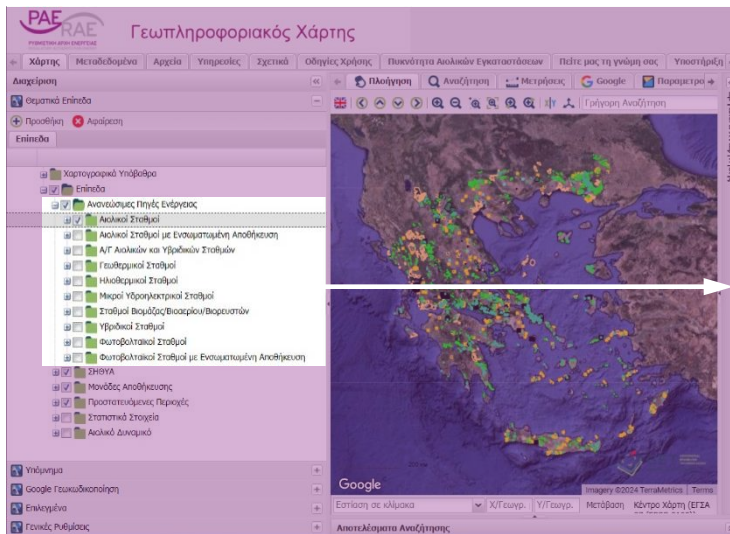 ΡΑΕ
RAE
ΡΥΘΜΙΣΤΙΚΗ ΑΡΧΗ ΕΝΕΡΓΕΙΑΣ
Γεωπληροφοριακός Χάρτης
Χάρτης Μεταδεδομένα Αρχεία Υπηρεσίες Σχετικά Οδηγίες Χρήσης Πυκνότητα Αιολικών Εγκαταστάσεων Πείτε μας τη γνώμη σας Υποστήριξη
Διαχείριση
Πλοήγηση Αναζήτηση Μετρήσεις Google Παραμετρο
Θεματικά Επίπεδα
Γρήγορη Αναζήτηση
Προσθήκη Αφαίρεση
Επίπεδα
Χαρτογραφικά Υπόβαθρα
Επίπεδα
Ανανεώσιμες Πηγές Ενέργειας
Αιολικοί Σταθμοί
Αιολικοί Σταθμοί με Ενσωματωμένη Αποθήκευση
Α/Γ Αιολικών και Υβριδικών Σταθμών
Γεωθερμικοί Σταθμοί
Ηλιοθερμικοί Σταθμοί
Μικροί Υδροηλεκτρικοί Σταθμοί
Σταθμοί Βιομάζας/Βιοαερίου/Βιορευστών
Υβριδικοί Σταθμοί
Φωτοβολταϊκοί Σταθμοί
Φωτοβολταϊκοί Σταθμοί με Ενσωματωμένη Αποθήκευση
ΣΗΘΥΑ
Μονάδες Αποθήκευσης
Προστατευόμενες Περιοχές
Στατιστικά Στοιχεία
Αιολικό Δυναμικό
Υπόμνημα
Google Γεωκωδικοποίηση
Επιλεγμένα
Γενικές Ρυθμίσεις
Google
Imagery ©2024 TerraMetrics Terms
Εστίαση σε κλίμακα Χ/Γεωγρ. Υ/Γεωγρ. Μετάβαση Κέντρο Χάρτη (ΕΓΣΑ
Αποτελέσματα Αναζήτησης